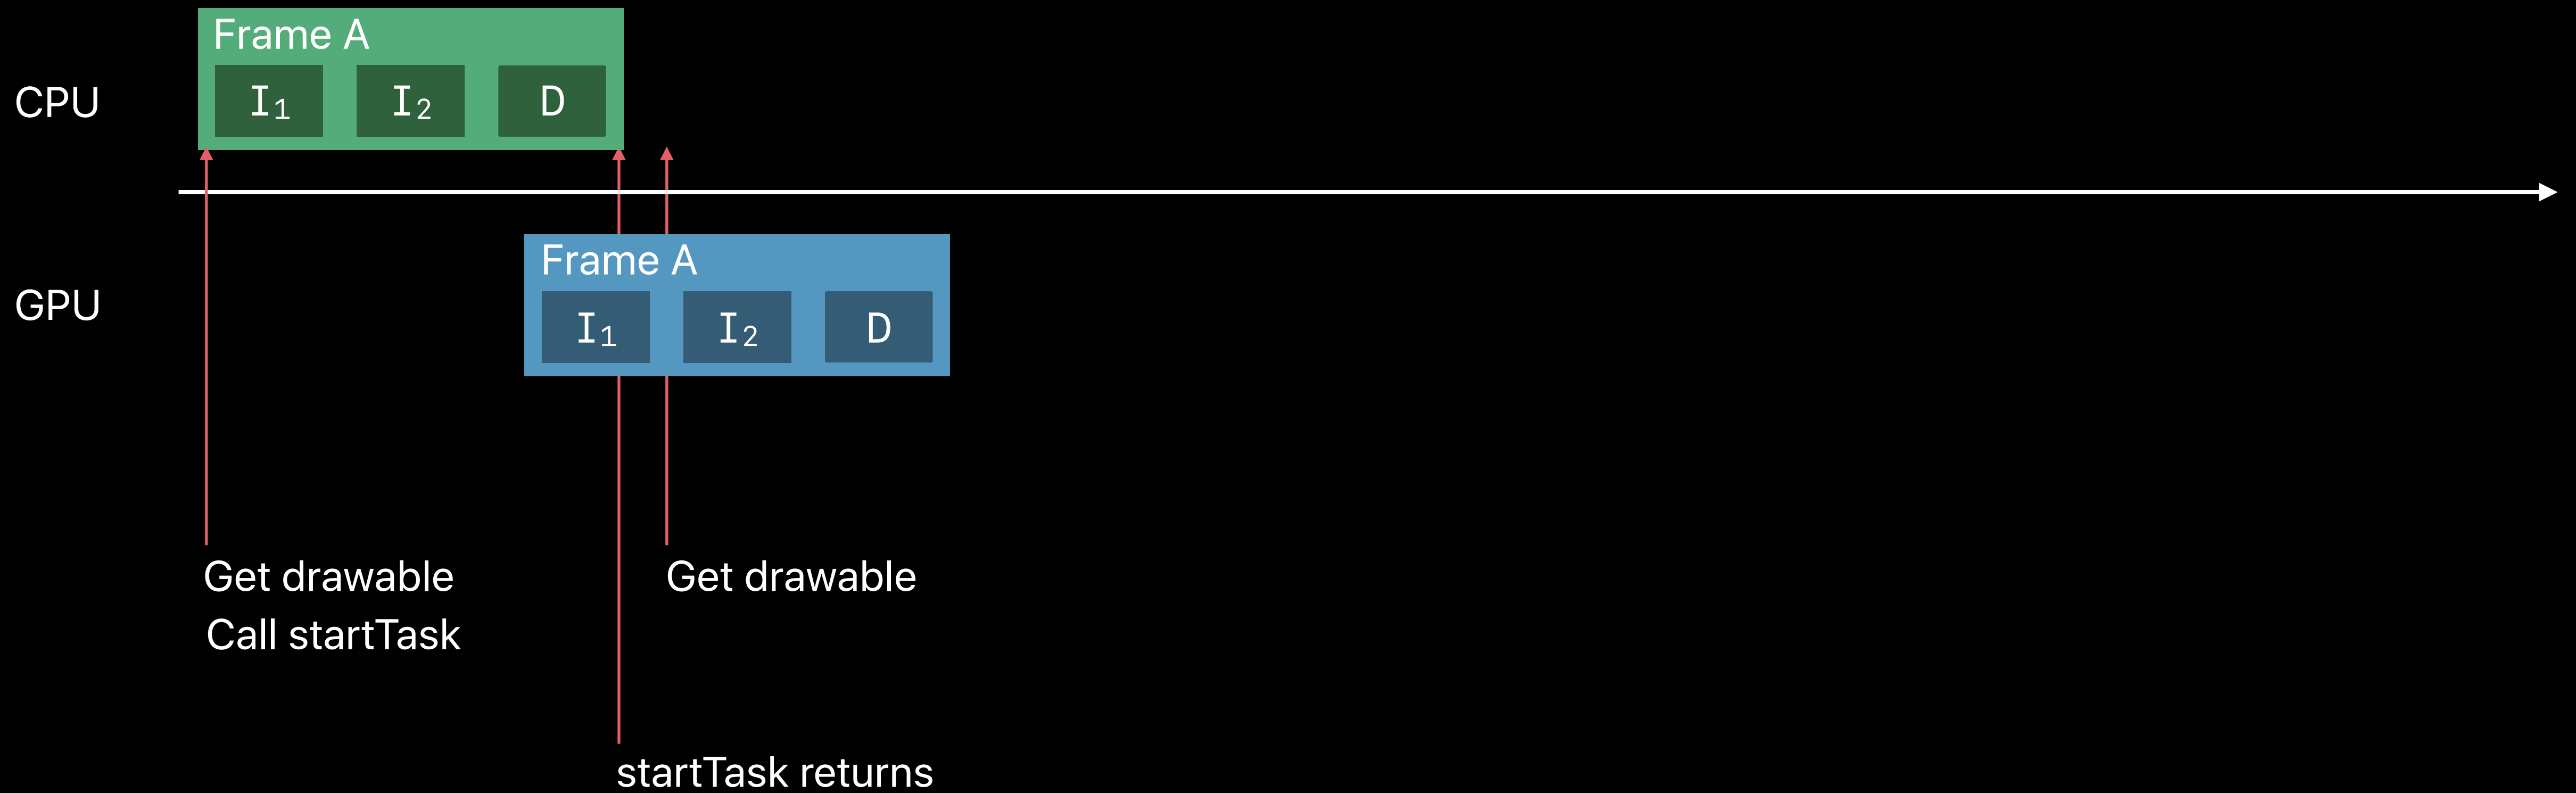 Frame A
CPU
I₁ I₂ D
Frame A
GPU
I₁ I₂ D
Get drawable
Call startTask
Get drawable
startTask returns